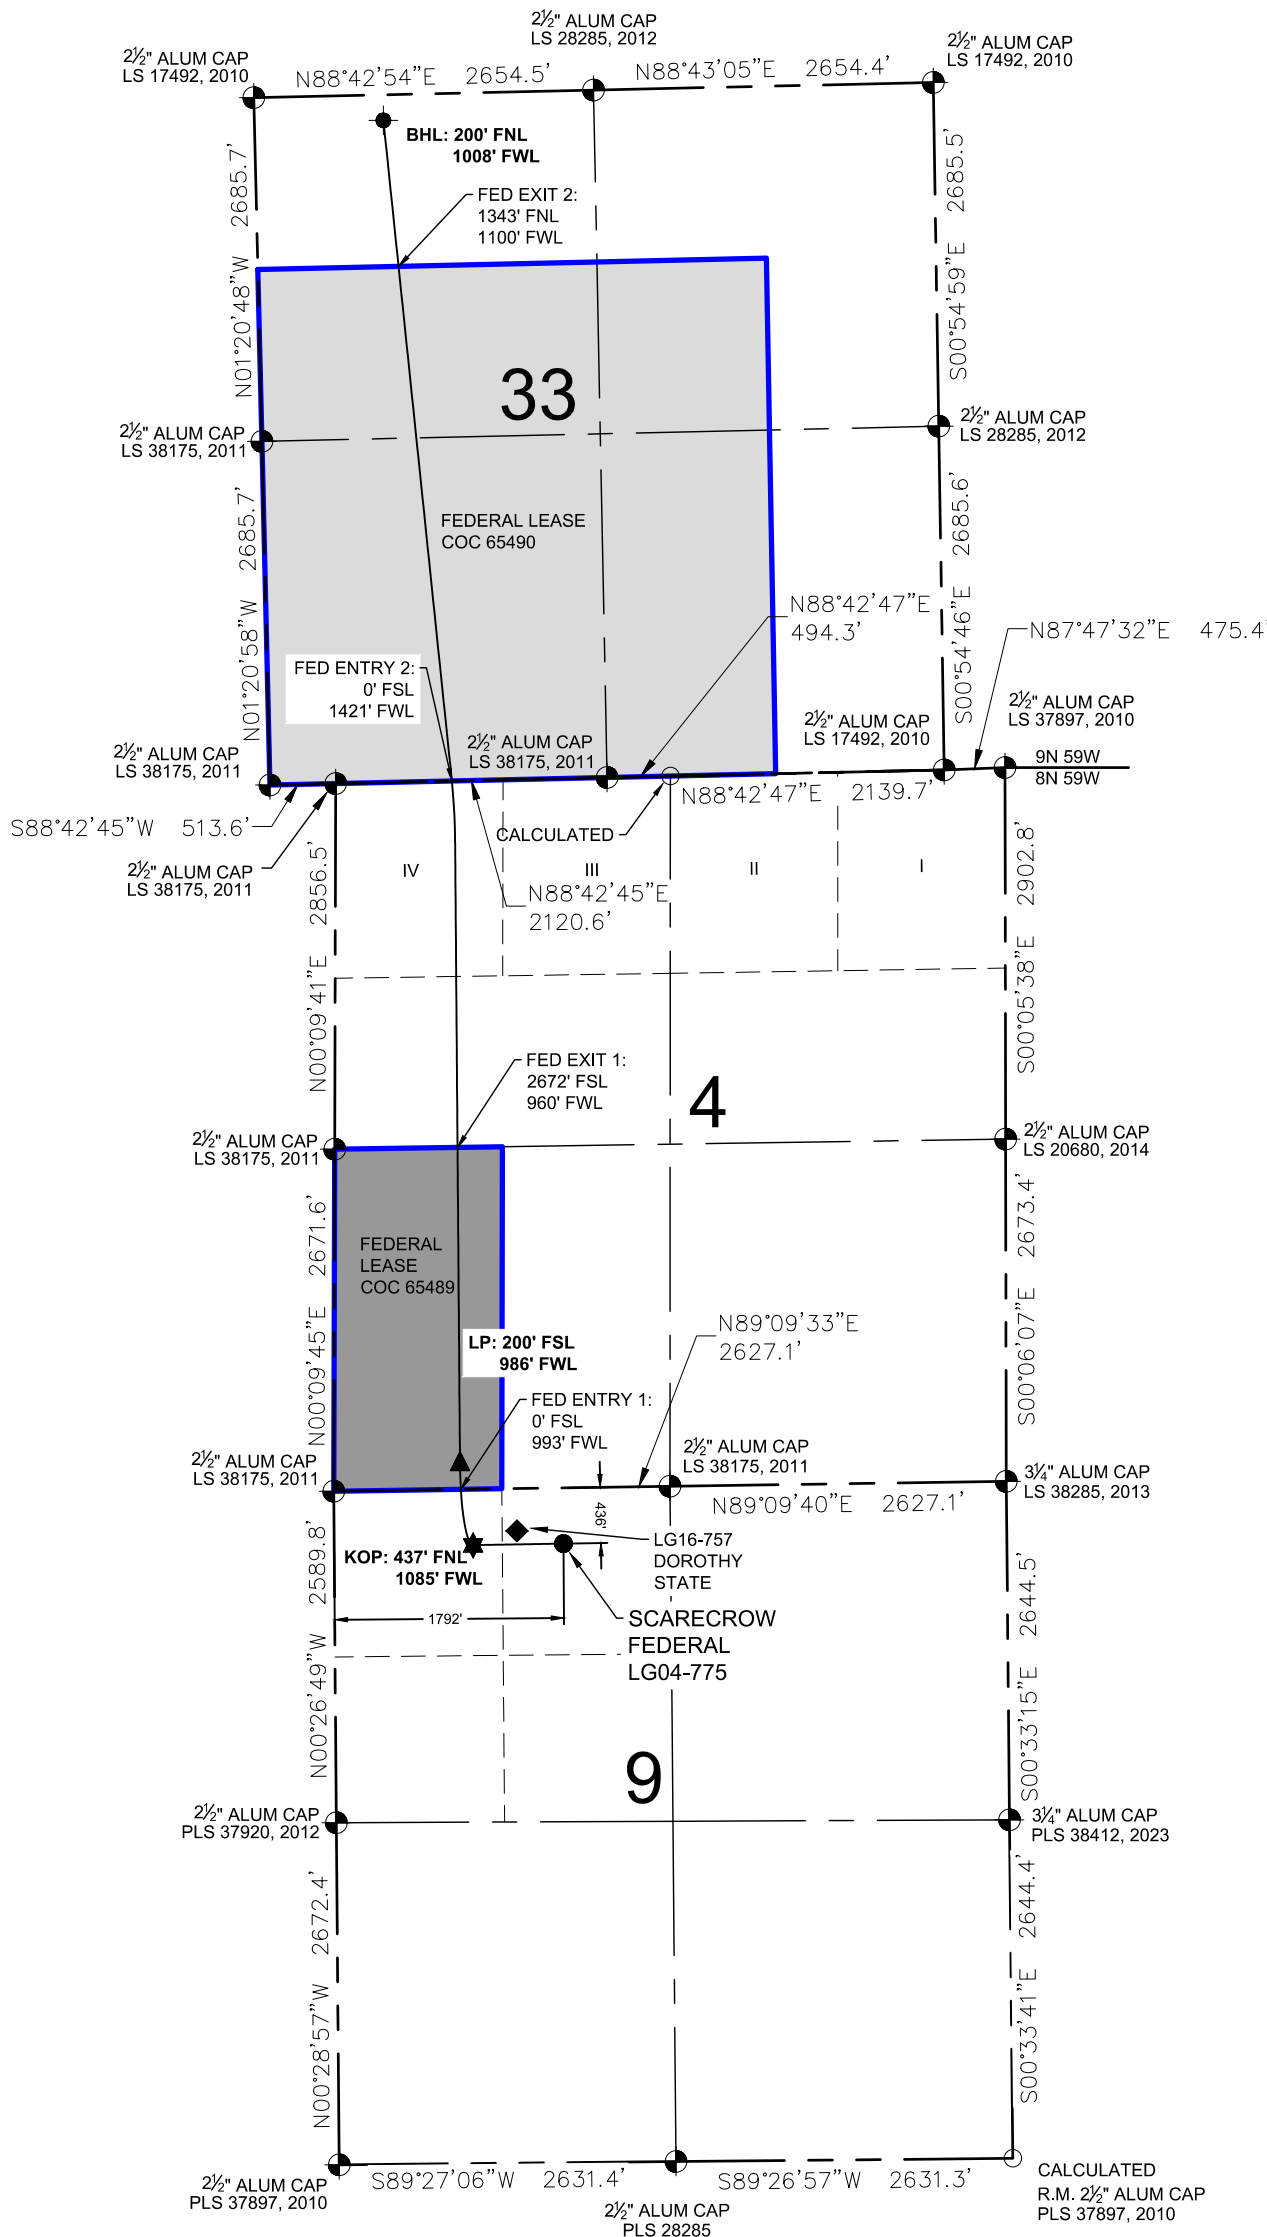 2½" ALUM CAP
LS 28285, 2012
2½" ALUM CAP
LS 17492, 2010
2½" ALUM CAP
LS 17492, 2010
N88°42'54"E 2654.5'
N88°43'05"E 2654.4'
BHL: 200' FNL
1008' FWL
N01°20'48"W 2685.7'
S00°54'59"E 2685.5'
FED EXIT 2:
1343' FNL
1100' FWL
33
2½" ALUM CAP
LS 38175, 2011
2½" ALUM CAP
LS 28285, 2012
FEDERAL LEASE
COC 65490
N01°20'58"W 2685.7'
S00°54'46"E 2685.6'
N88°42'47"E
494.3'
N87°47'32"E 475.4'
FED ENTRY 2:
0' FSL
1421' FWL
2½" ALUM CAP
LS 37897, 2010
2½" ALUM CAP
LS 17492, 2010
2½" ALUM CAP
LS 38175, 2011
2½" ALUM CAP
LS 38175, 2011
9N 59W
8N 59W
N88°42'47"E 2139.7'
S88°42'45"W 513.6'
CALCULATED
2½" ALUM CAP
LS 38175, 2011
IV
III
II
I
N88°42'45"E
2120.6'
N00°09'41"E 2856.5'
S00°05'38"E 2902.8'
FED EXIT 1:
2672' FSL
960' FWL
4
2½" ALUM CAP
LS 38175, 2011
2½" ALUM CAP
LS 20680, 2014
FEDERAL
LEASE
COC 65489
N00°09'45"E 2671.6'
S00°06'07"E 2673.4'
N89°09'33"E
2627.1'
LP: 200' FSL
986' FWL
FED ENTRY 1:
0' FSL
993' FWL
2½" ALUM CAP
LS 38175, 2011
2½" ALUM CAP
LS 38175, 2011
3¼" ALUM CAP
LS 38285, 2013
N89°09'40"E 2627.1'
436'
KOP: 437' FNL
1085' FWL
LG16-757
DOROTHY
STATE
1792'
SCARECROW
FEDERAL
LG04-775
N00°26'49"W 2589.8'
S00°33'15"E 2644.5'
9
2½" ALUM CAP
PLS 37920, 2012
3¼" ALUM CAP
PLS 38412, 2023
N00°28'57"W 2672.4'
S00°33'41"E 2644.4'
S89°27'06"W 2631.4'
S89°26'57"W 2631.3'
2½" ALUM CAP
PLS 37897, 2010
2½" ALUM CAP
PLS 28285
CALCULATED
R.M. 2½" ALUM CAP
PLS 37897, 2010